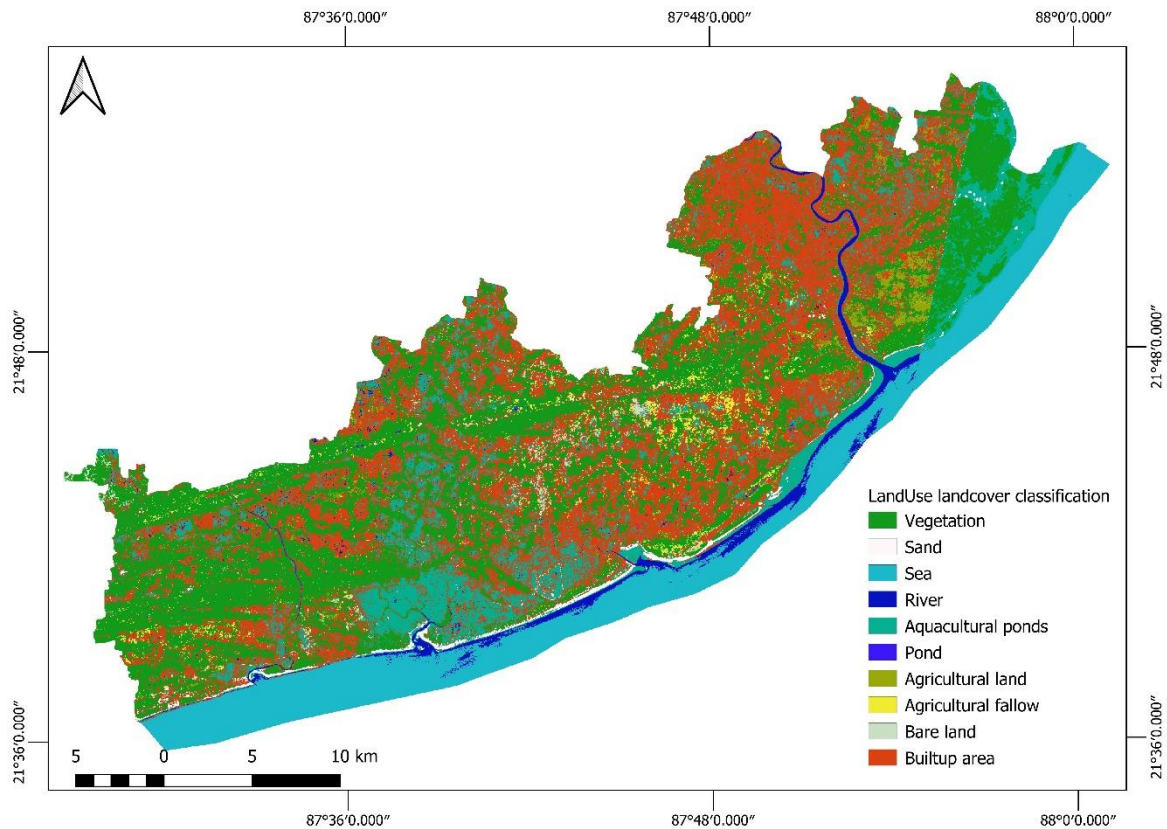 87°36'0.000″ 87°48'0.000″ 88°0'0.000″
21°48'0.000″ 21°48'0.000″
LandUse landcover classification
Vegetation
Sand
Sea
River
Aquacultural ponds
Pond
Agricultural land
Agricultural fallow
Bare land
Builtup area
21°36'0.000″ 21°36'0.000″
5 0 5 10 km
87°36'0.000″ 87°48'0.000″ 88°0'0.000″